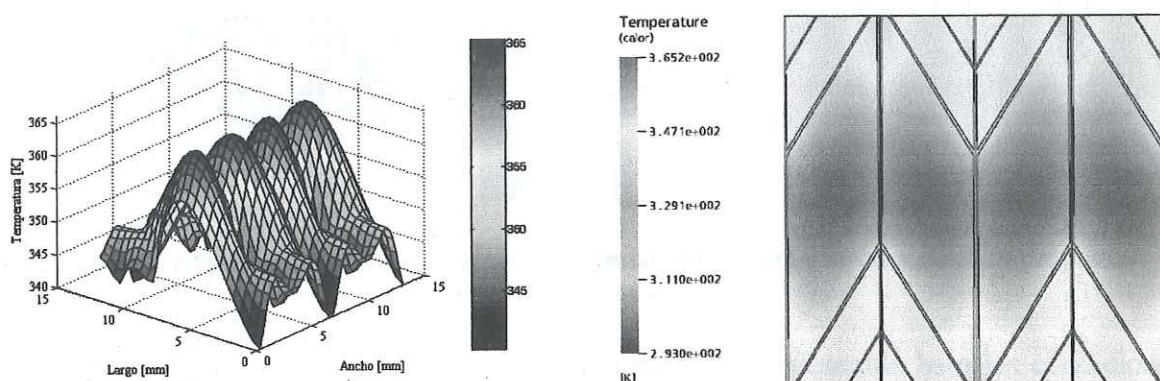 365
360
355
350
345
340
Temperatura [K]
15
10
5
0
Largo [mm]
0
5
10
15
Ancho [mm]
365
360
355
360
345
Temperature
(calor)
3.652e+002
3.471e+002
3.291e+002
3.110e+002
2.930e+002
[K]